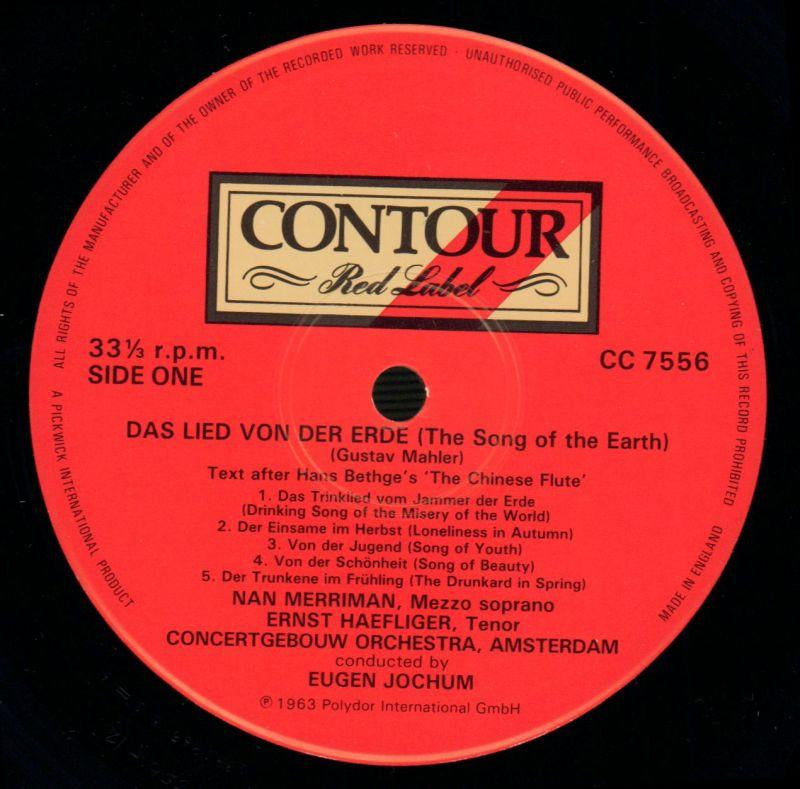 ALL RIGHTS OF THE MANUFACTURER AND OF THE OWNER OF THE RECORDED WORK RESERVED · UNAUTHORISED PUBLIC PERFORMANCE BROADCASTING AND COPYING OF THIS RECORD PROHIBITED
CONTOUR
Red Label
33⅓ r.p.m.
SIDE ONE
CC 7556
DAS LIED VON DER ERDE (The Song of the Earth)
(Gustav Mahler)
Text after Hans Bethge's 'The Chinese Flute'
1. Das Trinklied vom Jammer der Erde
(Drinking Song of the Misery of the World)
2. Der Einsame im Herbst (Loneliness in Autumn)
3. Von der Jugend (Song of Youth)
4. Von der Schönheit (Song of Beauty)
5. Der Trunkene im Frühling (The Drunkard in Spring)
NAN MERRIMAN, Mezzo soprano
ERNST HAEFLIGER, Tenor
CONCERTGEBOUW ORCHESTRA, AMSTERDAM
conducted by
EUGEN JOCHUM
℗ 1963 Polydor International GmbH
A PICKWICK INTERNATIONAL PRODUCT
MADE IN ENGLAND